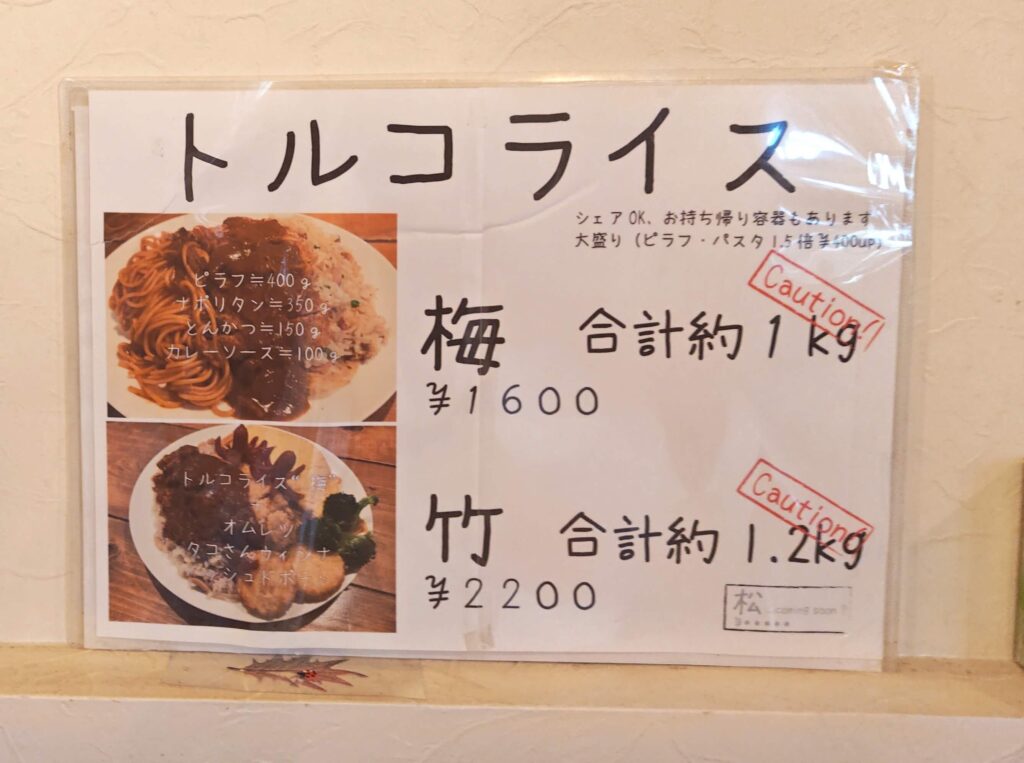 トルコライス
シェアOK、お持ち帰り容器もあります
大盛り（ピラフ・パスタ1.5倍¥400UP）
ピラフ≒400g
ナポリタン≒350g
とんかつ≒150g
カレーソース≒100g
梅 合計約1kg
Caution!
¥1600
トルコライス"梅"
+
オムレツ
タコさんウィンナー
マッシュドポテト
竹 合計約1.2kg
Caution!
¥2200
松 coming soon